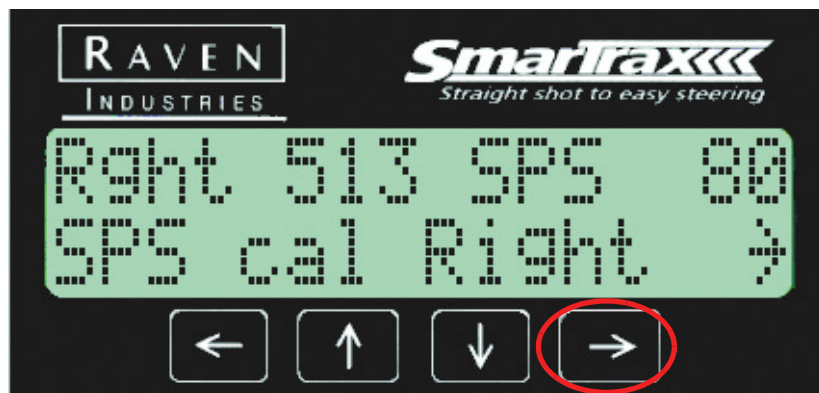 RAVEN
INDUSTRIES
SmarTrax
Straight shot to easy steering
Rght 513 SPS 80
SPS cal Right →
← ↑ ↓ →